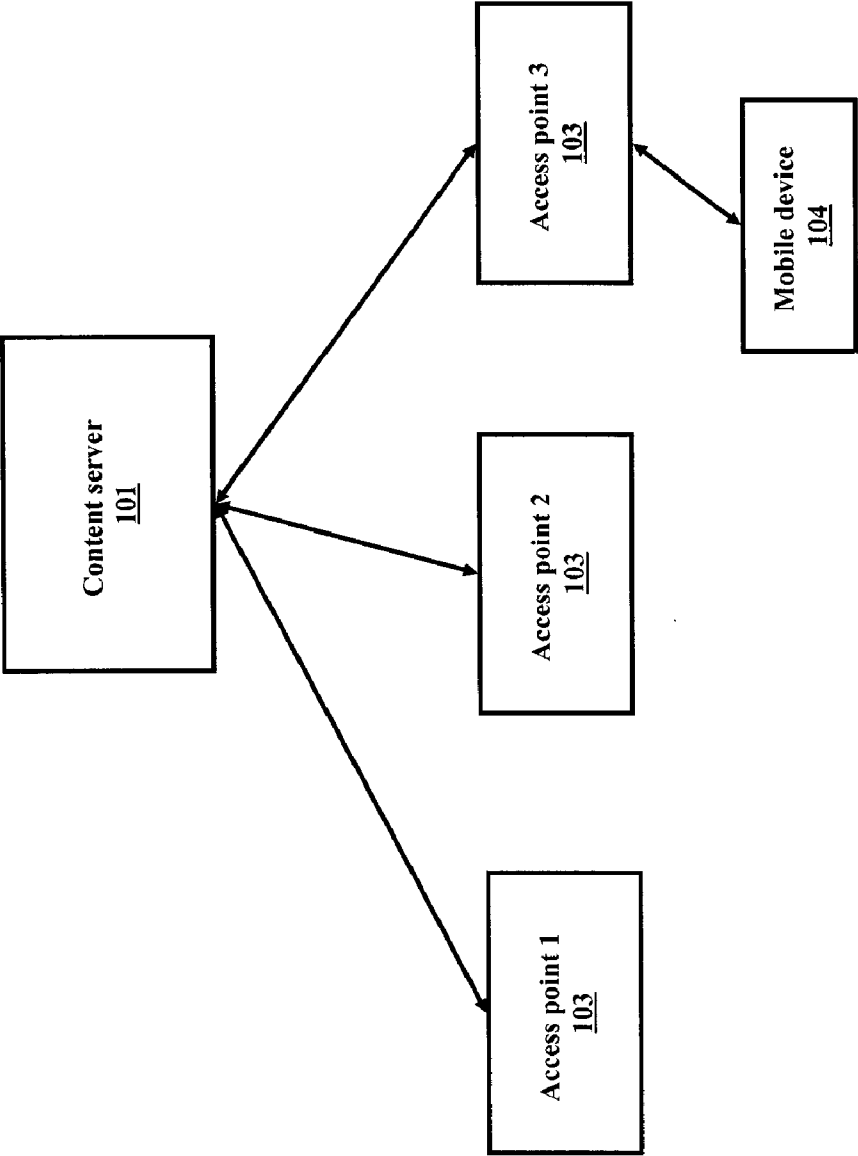 Content server
101
Access point 1
103
Access point 2
103
Access point 3
103
Mobile device
104